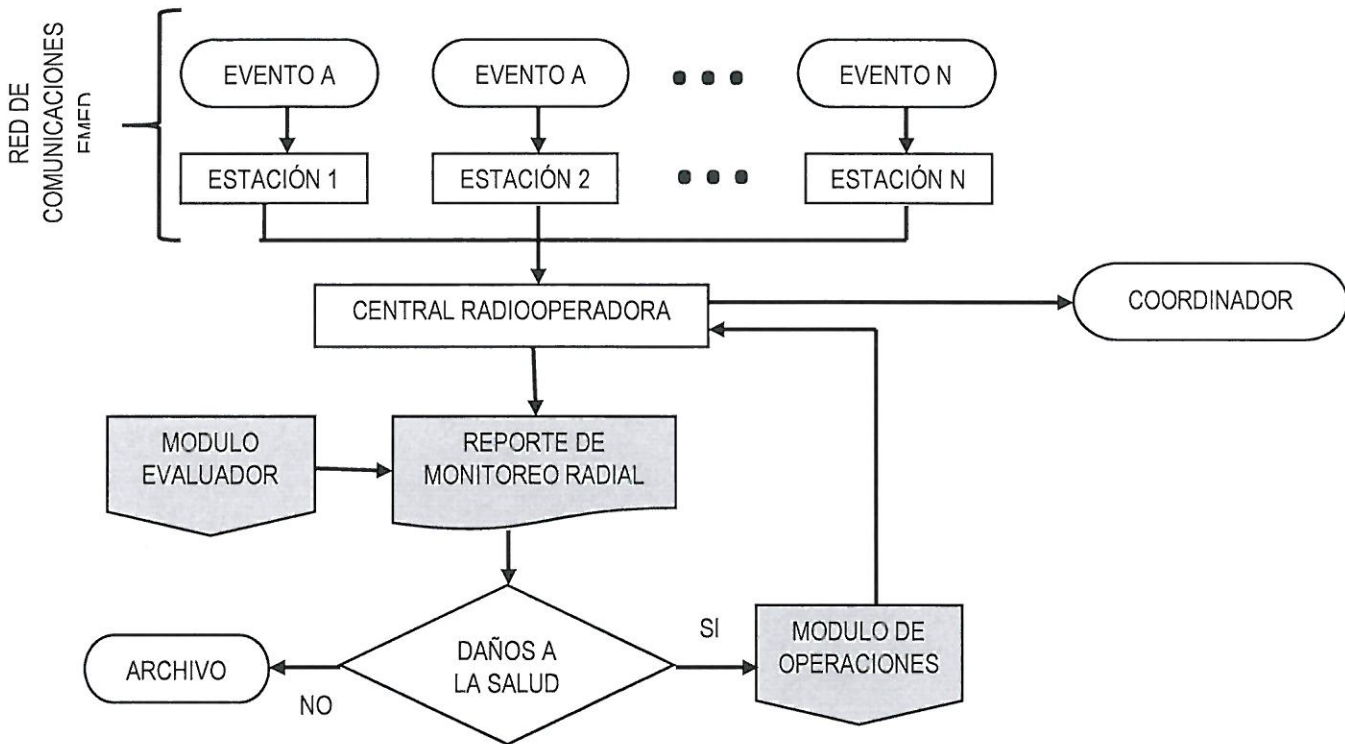 RED DE
COMUNICACIONES
EVENTO A
EVENTO A
EVENTO N
ESTACIÓN 1
ESTACIÓN 2
ESTACIÓN N
CENTRAL RADIOOPERADORA
COORDINADOR
MODULO
EVALUADOR
REPORTE DE
MONITOREO RADIAL
DAÑOS A
LA SALUD
SI
NO
ARCHIVO
MODULO DE
OPERACIONES